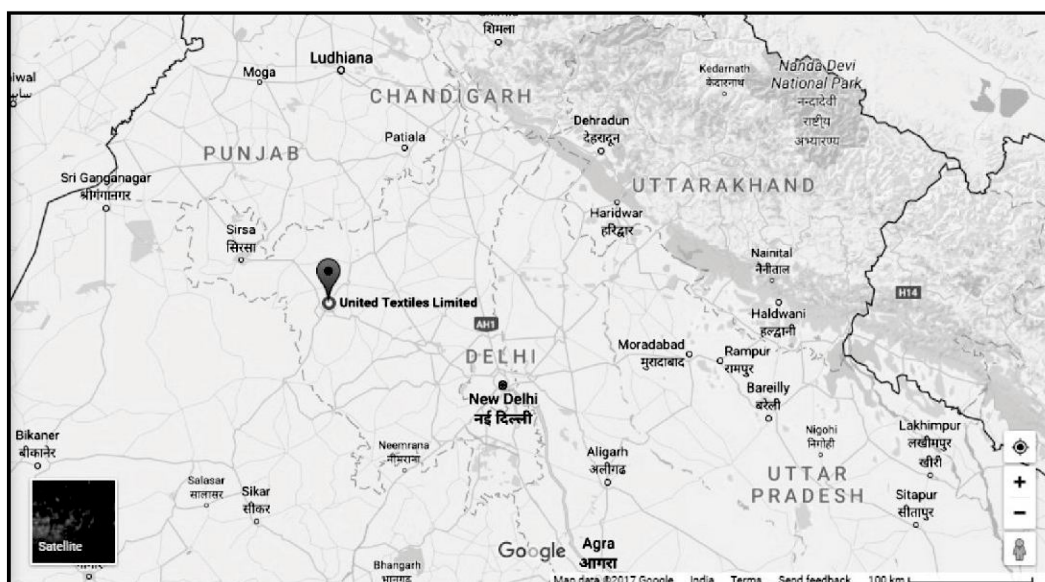 शिमला
Ludhiana
Moga
CHANDIGARH
Kedarnath
केदारनाथ
Nanda Devi
National Park
नन्दादेवी
राष्ट्रीय
अभ्यारण्य
Dehradun
देहरादून
Patiala
PUNJAB
Sri Ganganagar
श्रीगंगानगर
UTTARAKHAND
Haridwar
हरिद्वार
Sirsa
सिरसा
Nainital
नैनीताल
United Textiles Limited
H14
Haldwani
हल्द्वानी
AH1
Moradabad
मुरादाबाद
Rampur
रामपुर
DELHI
New Delhi
नई दिल्ली
Bareilly
बरेली
Bikaner
बीकानेर
Neemrana
नीमराना
Nigohi
निगोही
Lakhimpur
लखीमपुर
खीरी
Aligarh
अलीगढ
UTTAR
PRADESH
Salasar
सालासर
Sikar
सीकर
Sitapur
सीतापुर
Satellite
Google
Agra
आगरा
Bhangarh
भानगढ़
Map data ©2017 Google India Terms Send feedback 100 km